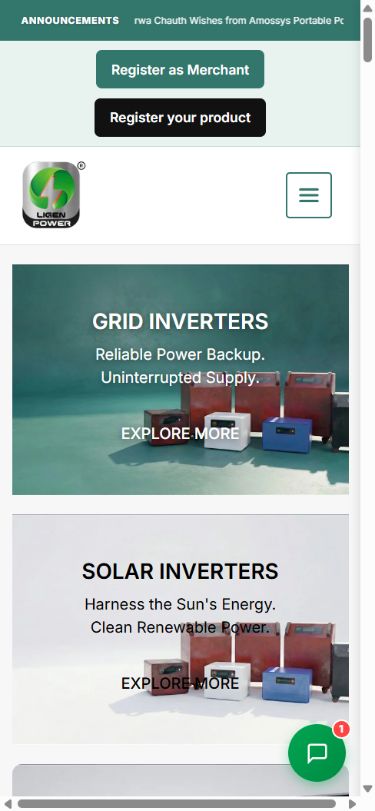 ANNOUNCEMENTS rwa Chauth Wishes from Amossys Portable Po
Register as Merchant
Register your product
®
LIGEN
POWER
GRID INVERTERS
Reliable Power Backup.
Uninterrupted Supply.
EXPLORE MORE
SOLAR INVERTERS
Harness the Sun's Energy.
Clean Renewable Power.
EXPLORE MORE
1